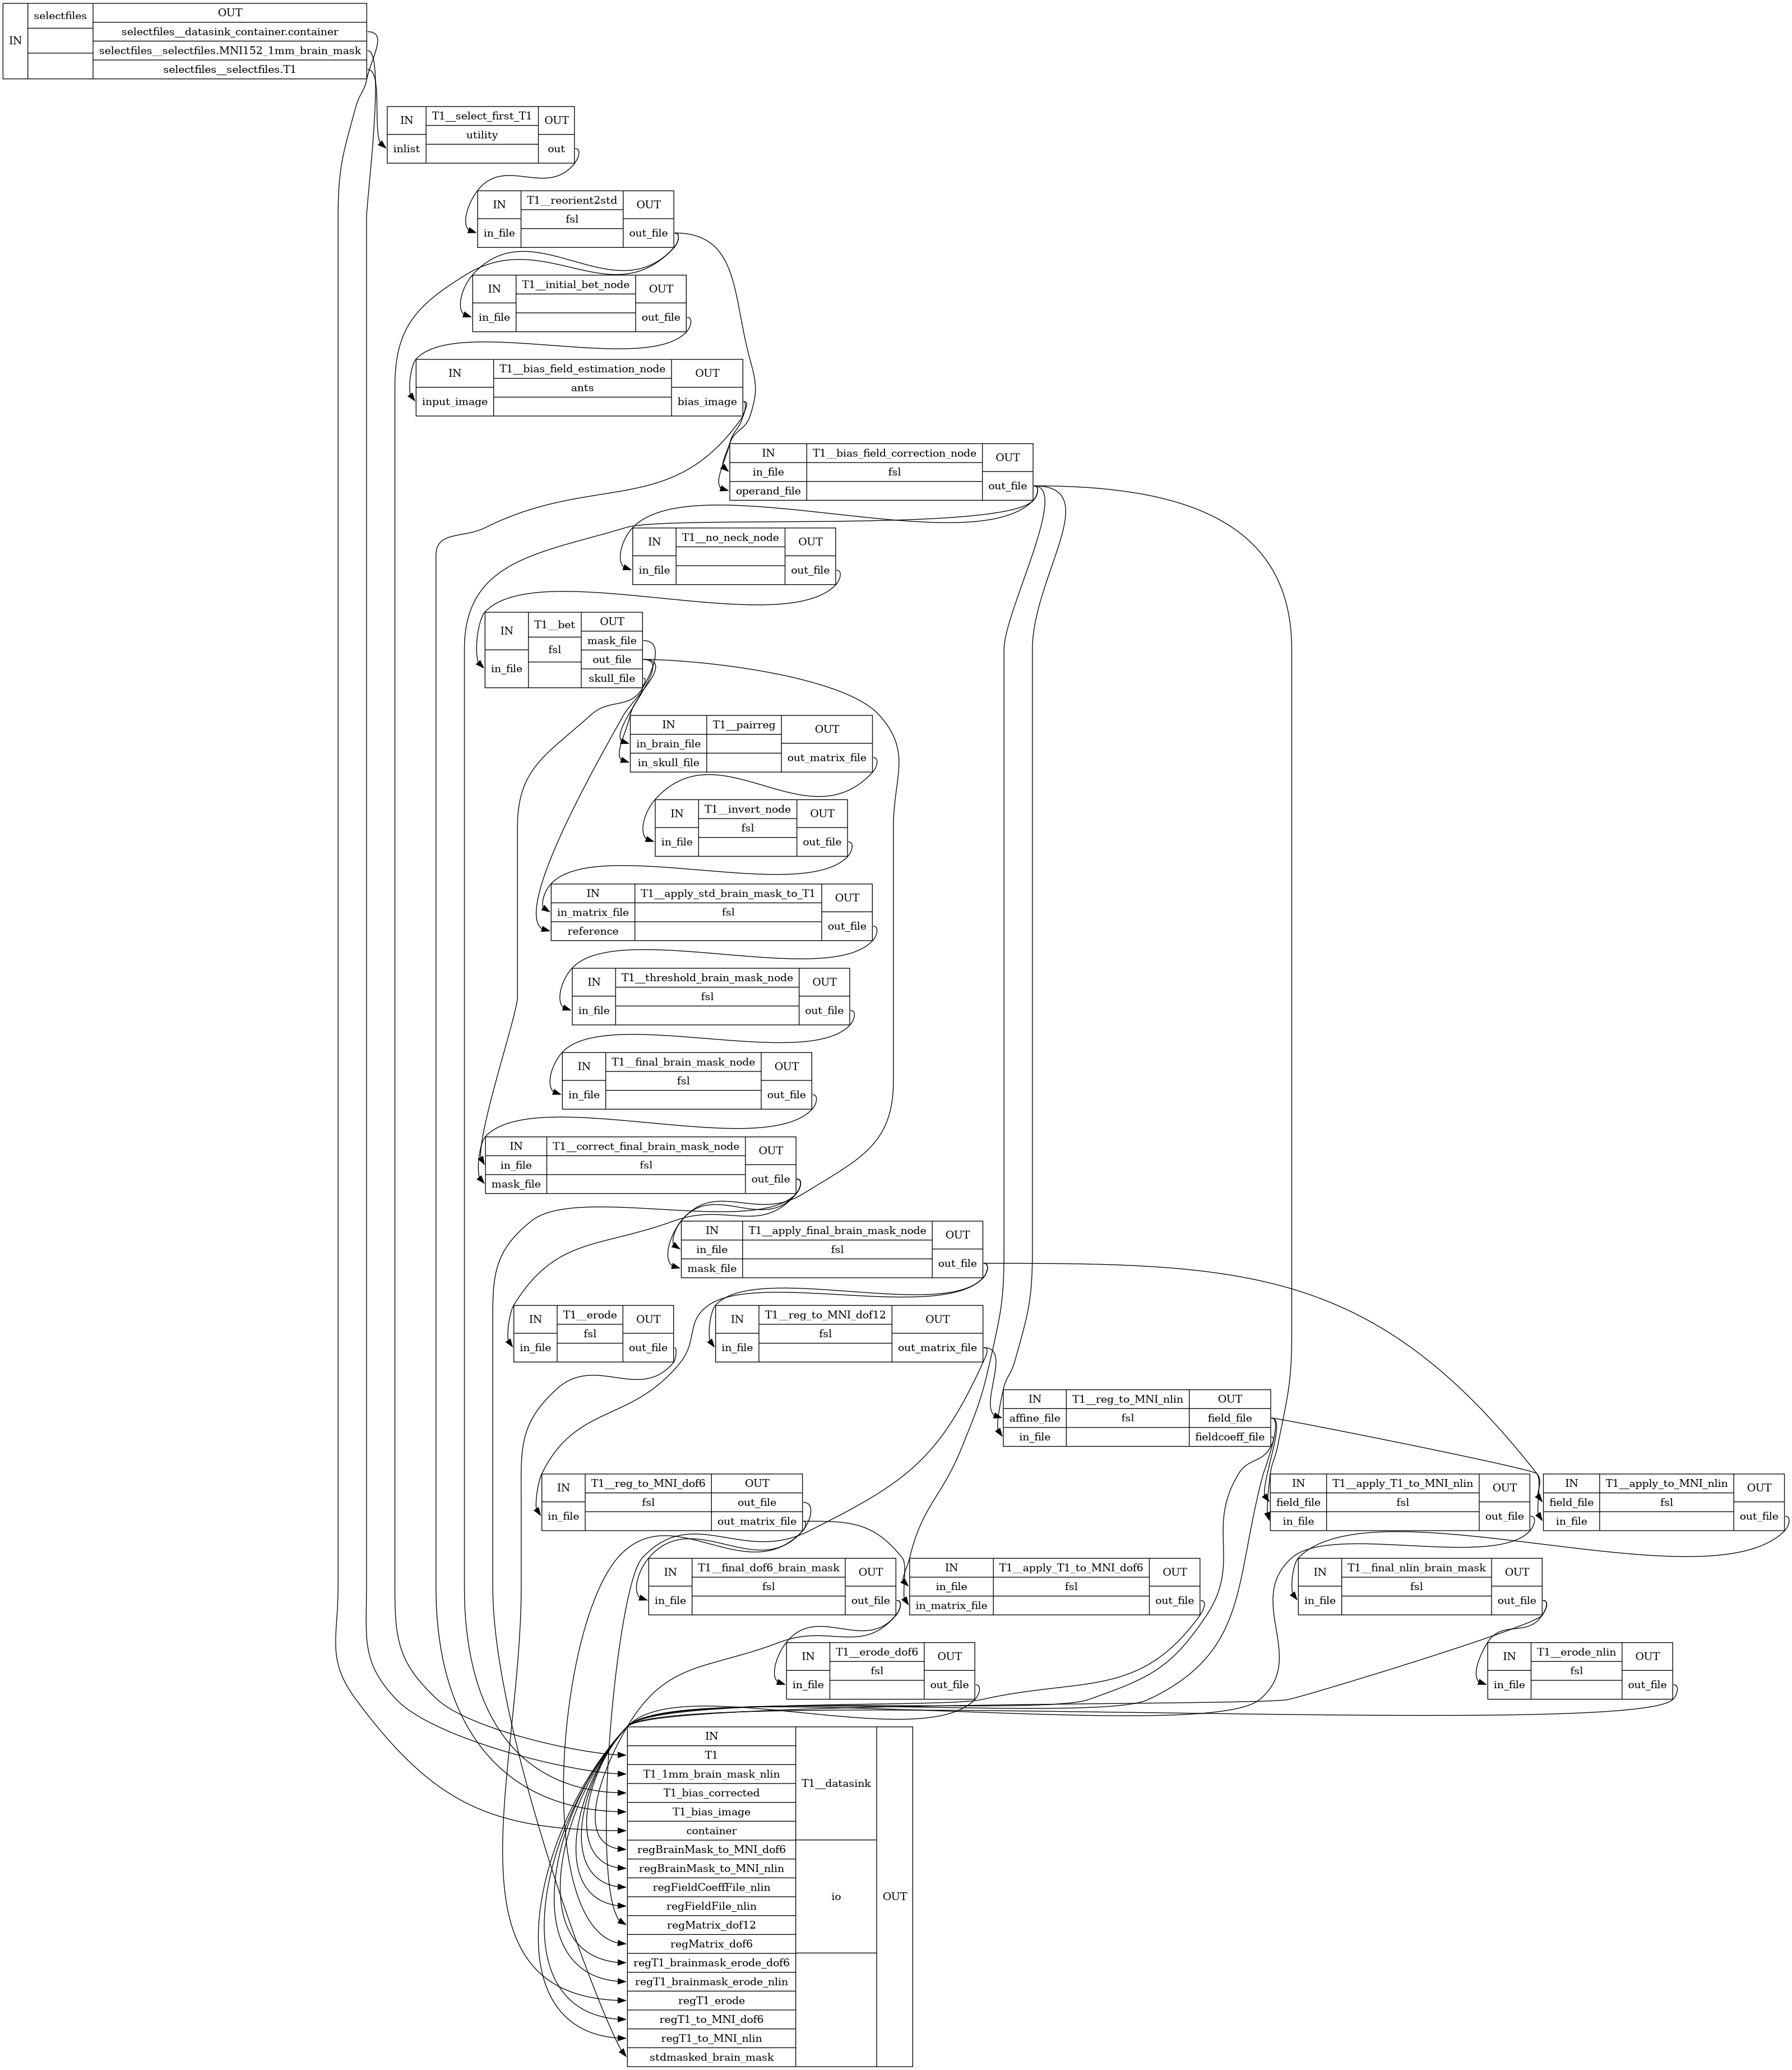 IN
selectfiles
OUT
selectfiles__datasink_container.container
selectfiles__selectfiles.MNI152_1mm_brain_mask
selectfiles__selectfiles.T1
IN
inlist
T1__select_first_T1
utility
OUT
out
IN
in_file
T1__reorient2std
fsl
OUT
out_file
IN
in_file
T1__initial_bet_node
OUT
out_file
IN
input_image
T1__bias_field_estimation_node
ants
OUT
bias_image
IN
in_file
operand_file
T1__bias_field_correction_node
fsl
OUT
out_file
IN
in_file
T1__no_neck_node
OUT
out_file
IN
in_file
T1__bet
fsl
OUT
mask_file
out_file
skull_file
IN
in_brain_file
in_skull_file
T1__pairreg
OUT
out_matrix_file
IN
in_file
T1__invert_node
fsl
OUT
out_file
IN
in_matrix_file
reference
T1__apply_std_brain_mask_to_T1
fsl
OUT
out_file
IN
in_file
T1__threshold_brain_mask_node
fsl
OUT
out_file
IN
in_file
T1__final_brain_mask_node
fsl
OUT
out_file
IN
in_file
mask_file
T1__correct_final_brain_mask_node
fsl
OUT
out_file
IN
in_file
mask_file
T1__apply_final_brain_mask_node
fsl
OUT
out_file
IN
in_file
T1__erode
fsl
OUT
out_file
IN
in_file
T1__reg_to_MNI_dof12
fsl
OUT
out_matrix_file
IN
affine_file
in_file
T1__reg_to_MNI_nlin
fsl
OUT
field_file
fieldcoeff_file
IN
in_file
T1__reg_to_MNI_dof6
fsl
OUT
out_file
out_matrix_file
IN
field_file
in_file
T1__apply_T1_to_MNI_nlin
fsl
OUT
out_file
IN
field_file
in_file
T1__apply_to_MNI_nlin
fsl
OUT
out_file
IN
in_file
T1__final_dof6_brain_mask
fsl
OUT
out_file
IN
in_file
in_matrix_file
T1__apply_T1_to_MNI_dof6
fsl
OUT
out_file
IN
in_file
T1__final_nlin_brain_mask
fsl
OUT
out_file
IN
in_file
T1__erode_dof6
fsl
OUT
out_file
IN
in_file
T1__erode_nlin
fsl
OUT
out_file
IN
T1
T1_1mm_brain_mask_nlin
T1_bias_corrected
T1_bias_image
container
regBrainMask_to_MNI_dof6
regBrainMask_to_MNI_nlin
regFieldCoeffFile_nlin
regFieldFile_nlin
regMatrix_dof12
regMatrix_dof6
regT1_brainmask_erode_dof6
regT1_brainmask_erode_nlin
regT1_erode
regT1_to_MNI_dof6
regT1_to_MNI_nlin
stdmasked_brain_mask
T1__datasink
io
OUT